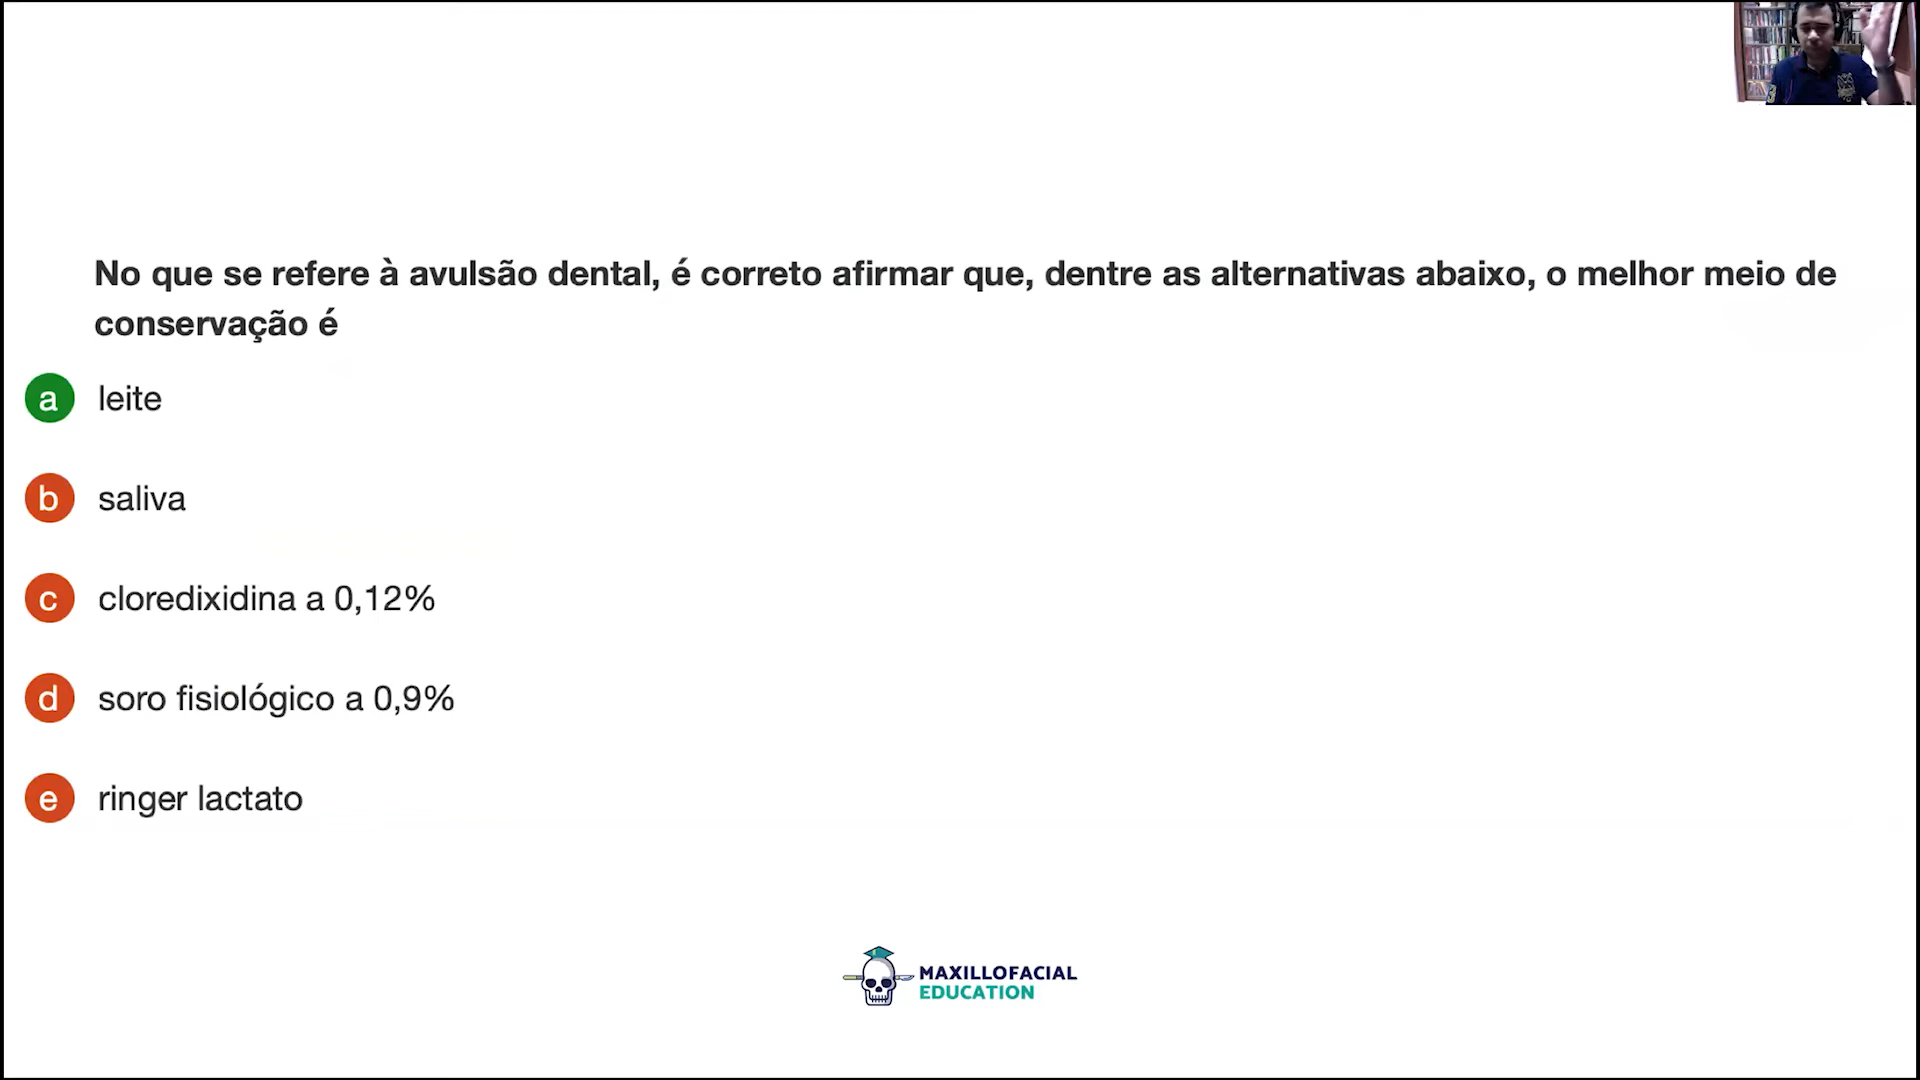 No que se refere à avulsão dental, é correto afirmar que, dentre as alternativas abaixo, o melhor meio de
conservação é
a leite
b saliva
c cloredixidina a 0,12%
d soro fisiológico a 0,9%
e ringer lactato
MAXILLOFACIAL
EDUCATION